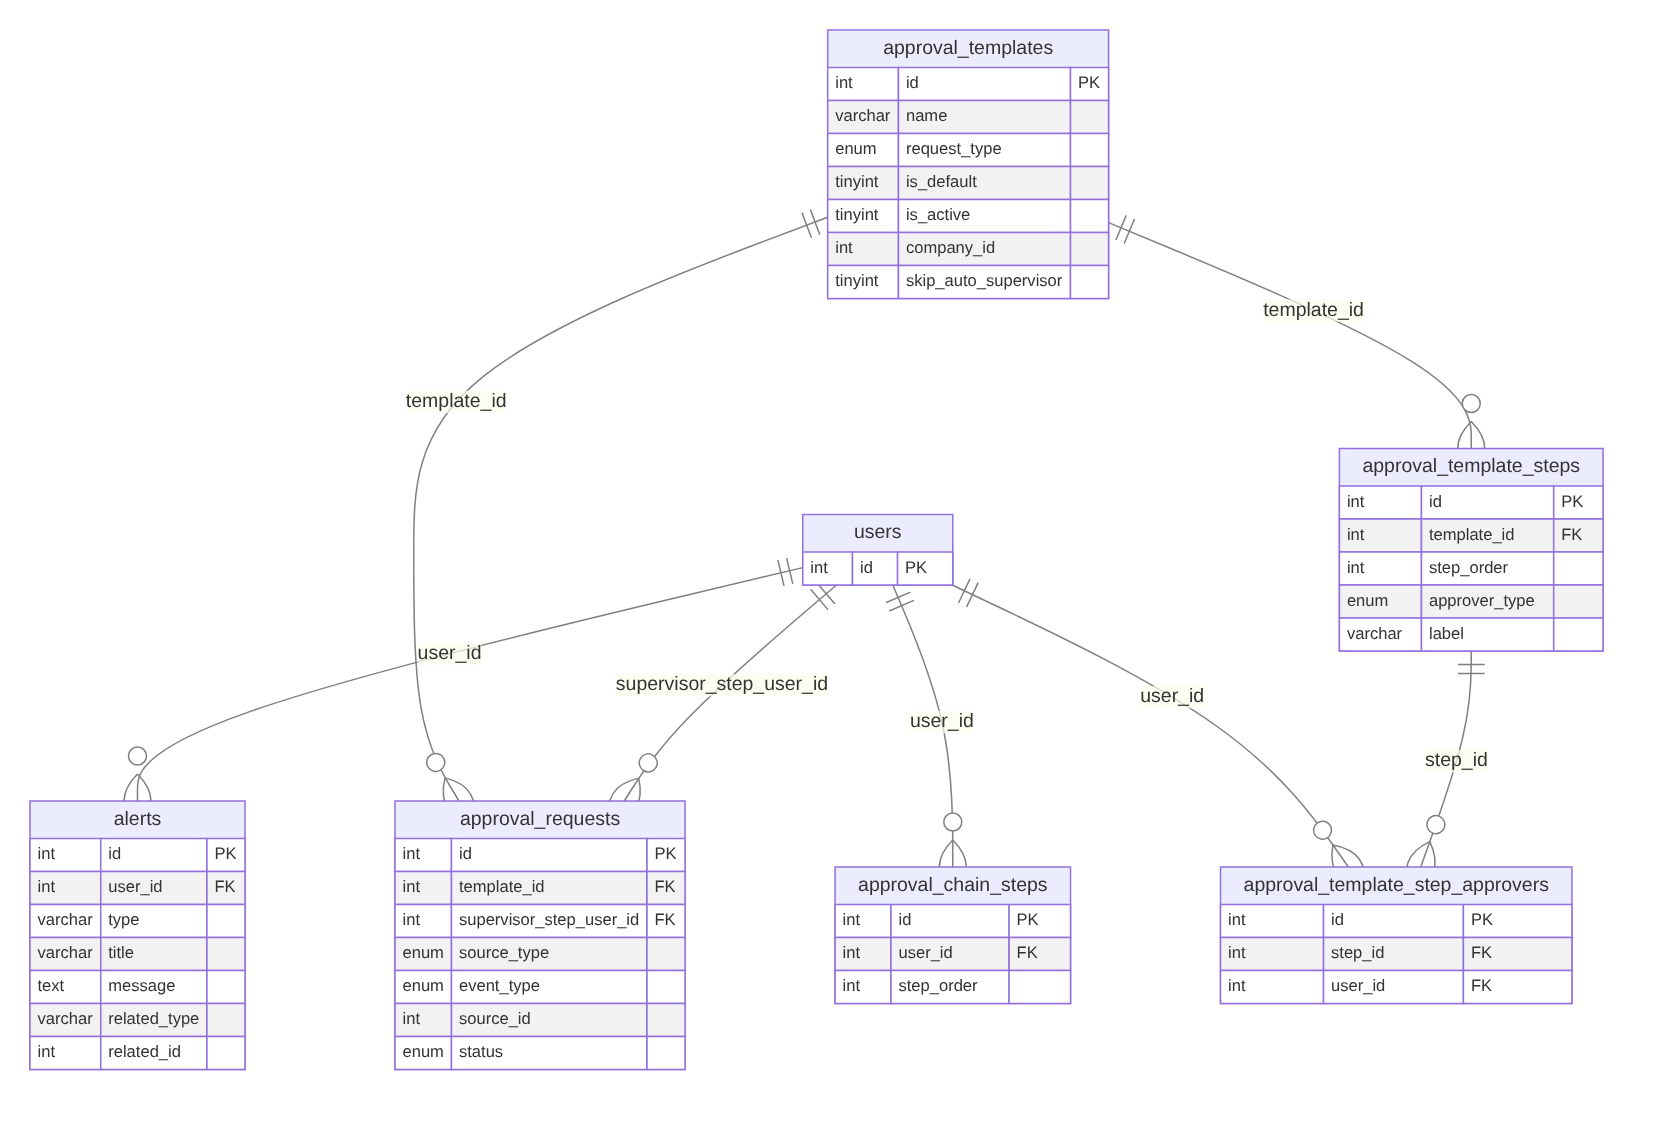 approval_templates
int id PK
varchar name
enum request_type
tinyint is_default
tinyint is_active
int company_id
tinyint skip_auto_supervisor
template_id
template_id
approval_template_steps
int id PK
int template_id FK
int step_order
enum approver_type
varchar label
users
int id PK
user_id
supervisor_step_user_id
user_id
user_id
step_id
alerts
int id PK
int user_id FK
varchar type
varchar title
text message
varchar related_type
int related_id
approval_requests
int id PK
int template_id FK
int supervisor_step_user_id FK
enum source_type
enum event_type
int source_id
enum status
approval_chain_steps
int id PK
int user_id FK
int step_order
approval_template_step_approvers
int id PK
int step_id FK
int user_id FK